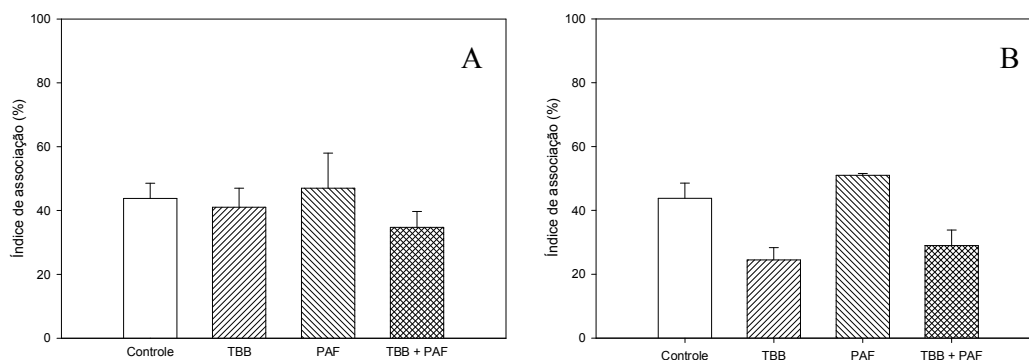 A
Índice de associação (%)
100
80
60
40
20
0
Controle TBB PAF TBB + PAF
B
Índice de associação (%)
100
80
60
40
20
0
Controle TBB PAF TBB + PAF